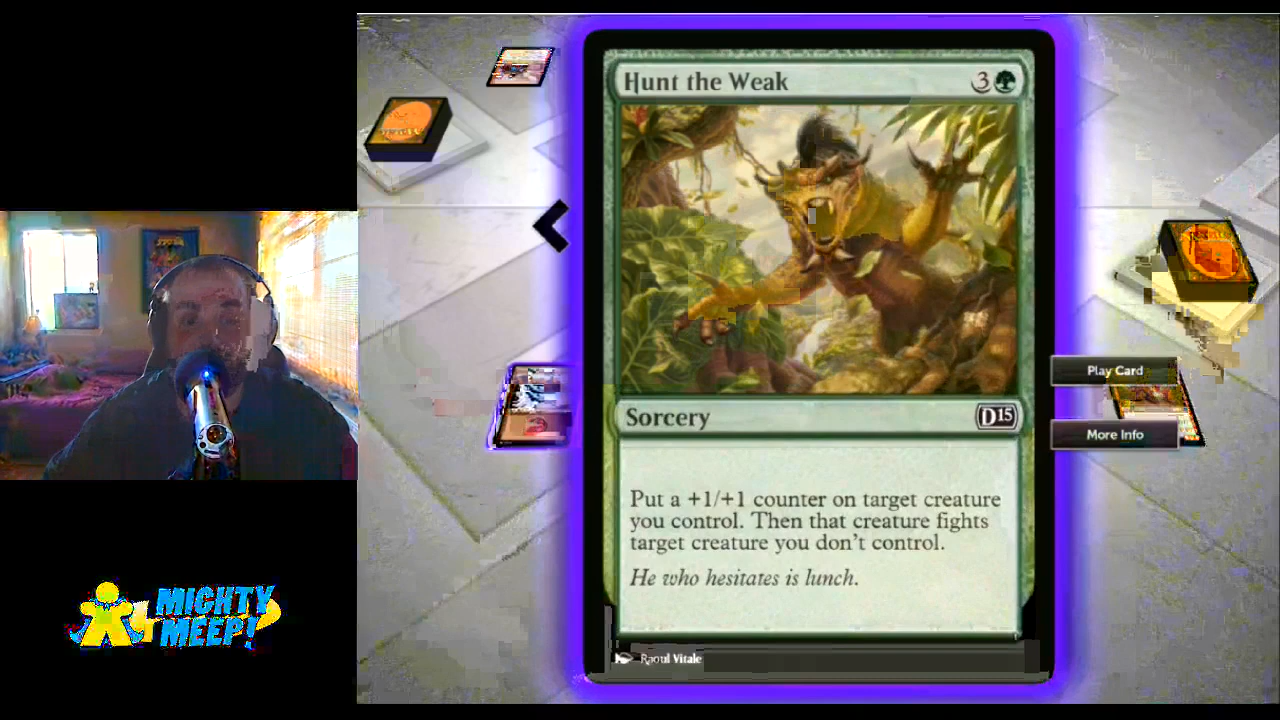 Hunt the Weak 3
Sorcery D15
Put a +1/+1 counter on target creature
you control. Then that creature fights
target creature you don't control.
He who hesitates is lunch.
Raoul Vitale
Play Card
More Info
MIGHTY
MEEP!